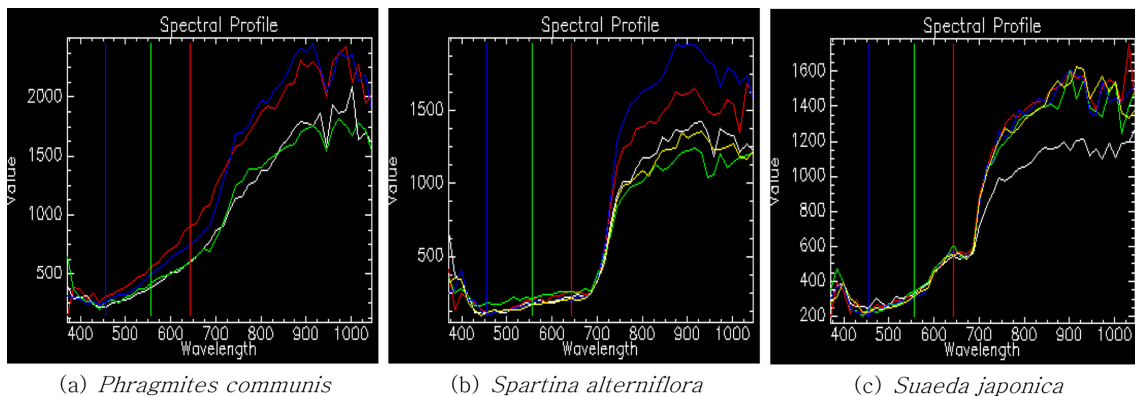 Spectral Profile
2000
1500
1000
500
Value
400 500 600 700 800 900 1000
Wavelength
(a) Phragmites communis
Spectral Profile
1500
1000
500
Value
400 500 600 700 800 900 1000
Wavelength
(b) Spartina alterniflora
Spectral Profile
1600
1400
1200
1000
800
600
400
200
Value
400 500 600 700 800 900 1000
Wavelength
(c) Suaeda japonica